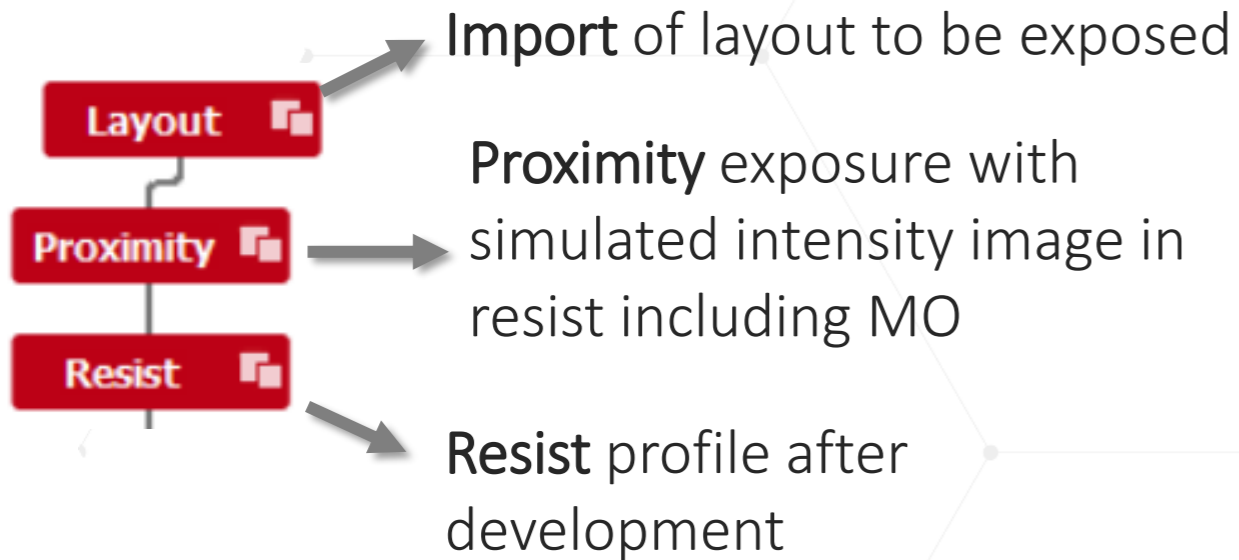 Import of layout to be exposed
Layout
Proximity exposure with
Proximity
simulated intensity image in
resist including MO
Resist
Resist profile after
development